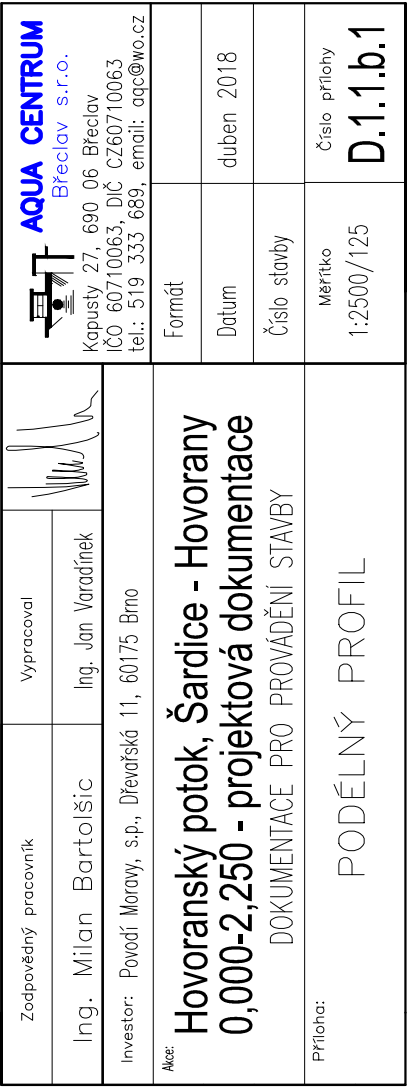 Zodpovědný pracovník
Vypracoval
Ing. Milan Bartolšic
Ing. Jan Varadínek
AQUA CENTRUM
Břeclav s.r.o.
Kapusty 27, 690 06 Břeclav
IČO 60710063, DIČ CZ60710063
tel.: 519 333 689, email: aqc@wo.cz
Investor: Povodí Moravy, s.p., Dřevařská 11, 60175 Brno
Akce: Hovoranský potok, Šardice - Hovorany
0,000-2,250 - projektová dokumentace
DOKUMENTACE PRO PROVÁDĚNÍ STAVBY
Formát
Datum
duben 2018
Číslo stavby
Příloha:
PODÉLNÝ PROFIL
Měřítko
1:2500/125
Číslo přílohy
D.1.1.b.1